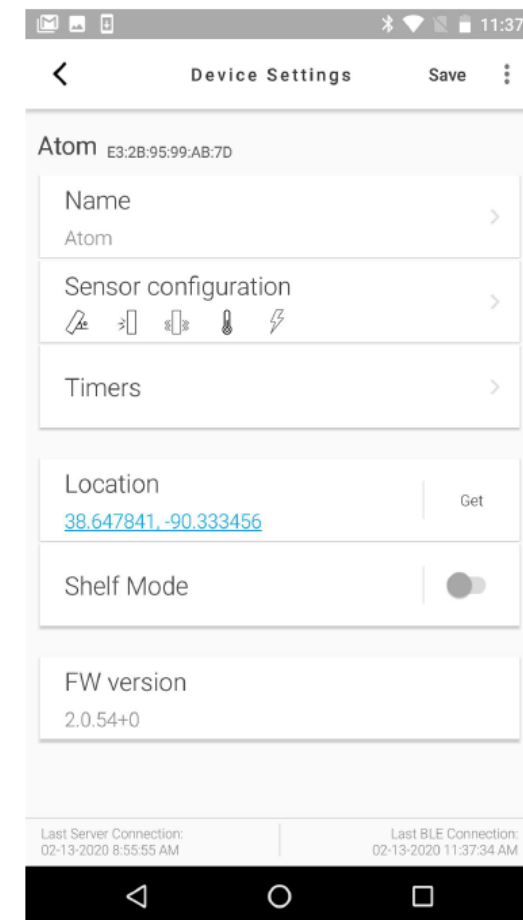 11:37
Device Settings Save
Atom E3:2B:95:99:AB:7D
Name
Atom
Sensor configuration
Timers
Location
38.647841, -90.333456
Get
Shelf Mode
FW version
2.0.54+0
Last Server Connection:
02-13-2020 8:55:55 AM
Last BLE Connection:
02-13-2020 11:37:34 AM